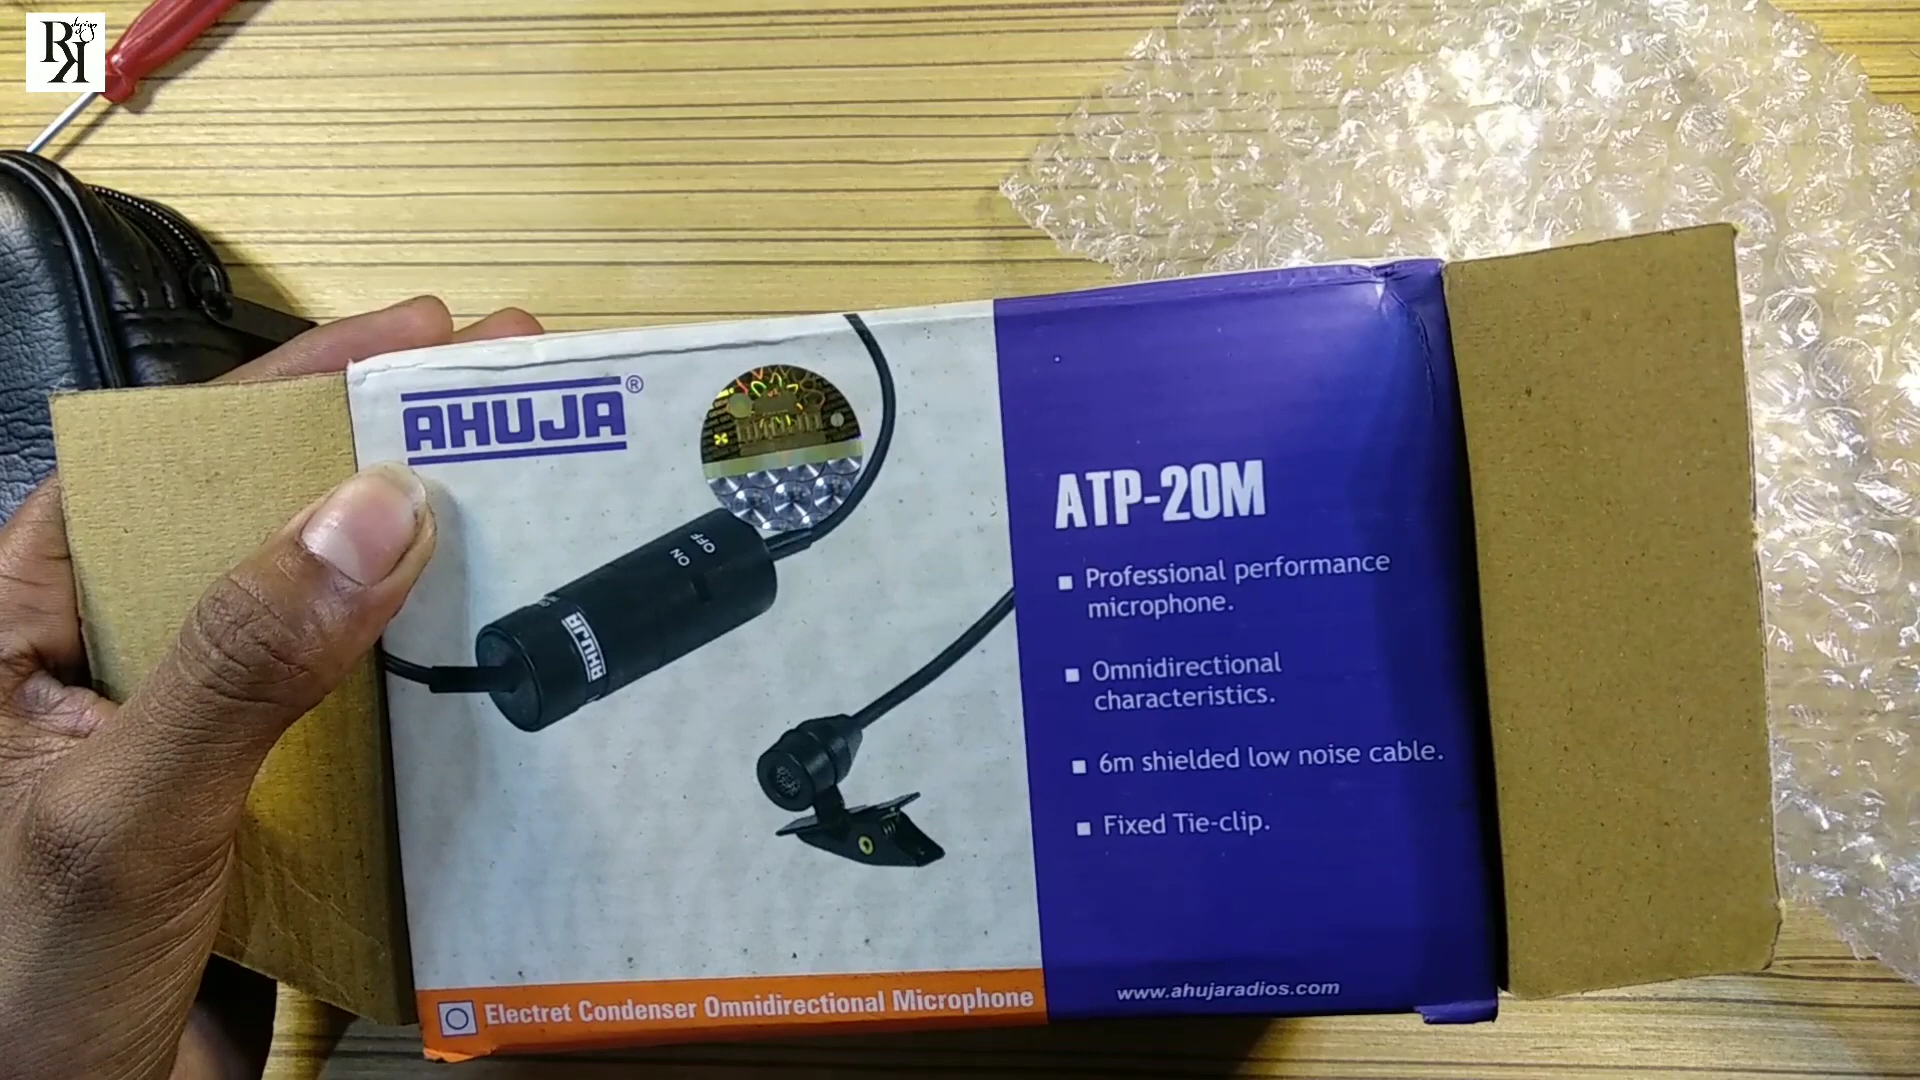 RK
AHUJA®
OFF
ON
AHUJA
ATP-20M
Professional performance
microphone.
Omnidirectional
characteristics.
6m shielded low noise cable.
Fixed Tie-clip.
Electret Condenser Omnidirectional Microphone
www.ahujaradios.com